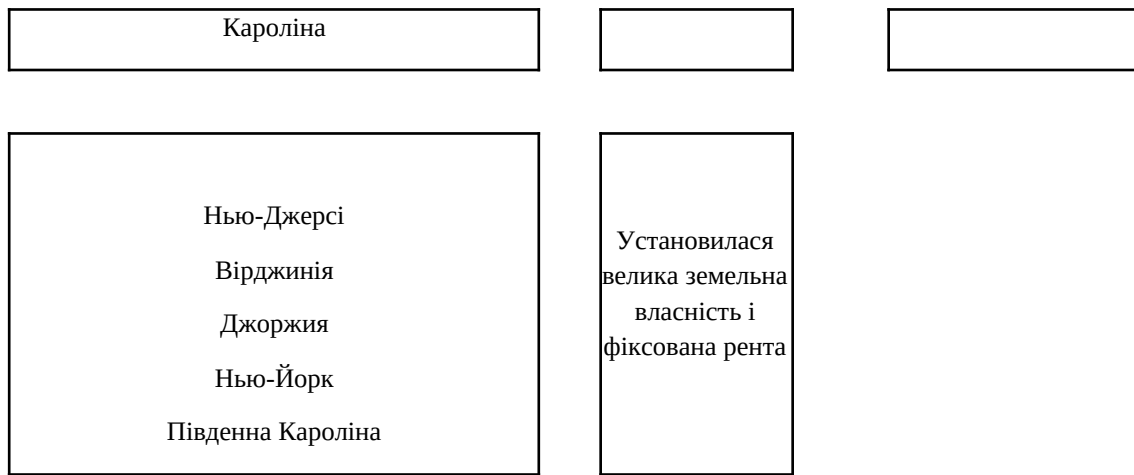 Кароліна
Нью-Джерсі
Вірджинія
Джоржия
Нью-Йорк
Південна Кароліна
Установилася
велика земельна
власність і
фіксована рента